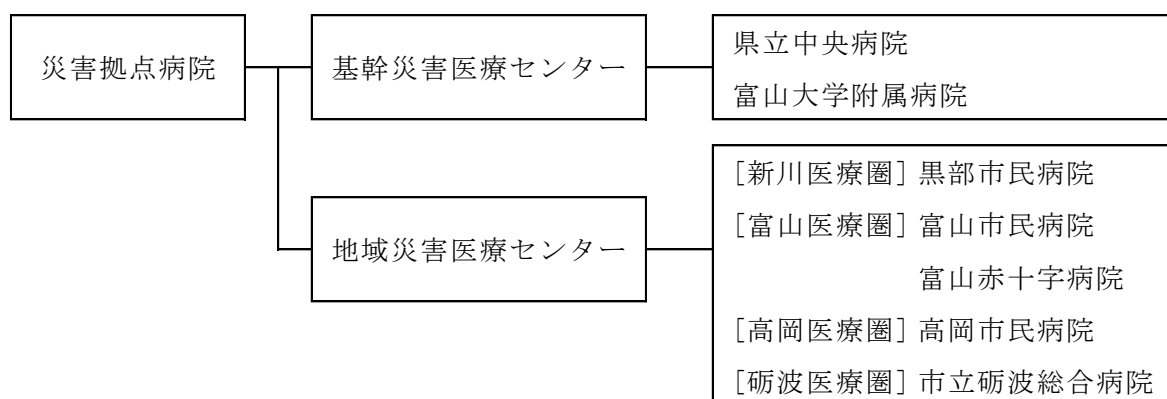 災害拠点病院
基幹災害医療センター
県立中央病院
富山大学附属病院
地域災害医療センター
[新川医療圏] 黒部市民病院
[富山医療圏] 富山市民病院
富山赤十字病院
[高岡医療圏] 高岡市民病院
[砺波医療圏] 市立砺波総合病院